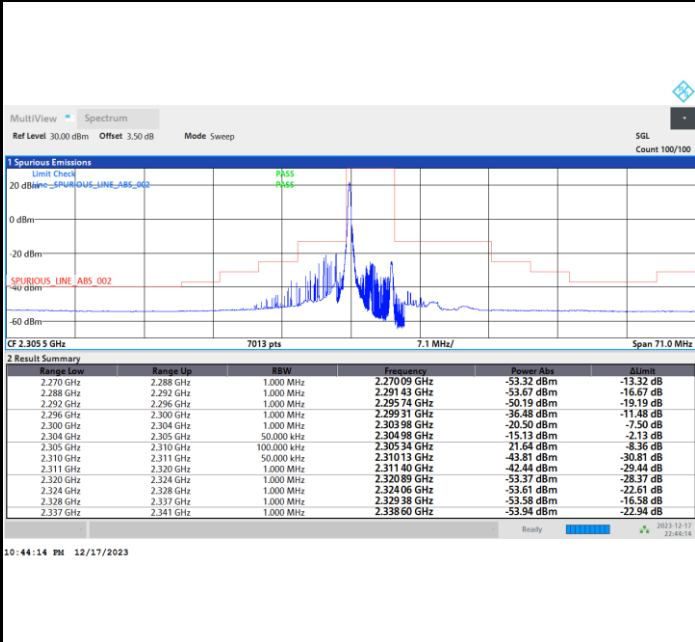 MultiView Spectrum
Ref Level 30.00 dBm Offset 3.50 dB Mode Sweep SGL
Count 100/100
1 Spurious Emissions
Limit Check PASS
Line _SPURIOUS_LINE_ABS_002 PASS
20 dBm
0 dBm
-20 dBm
_SPURIOUS_LINE_ABS_002
-40 dBm
-60 dBm
CF 2.305 5 GHz 7013 pts 7.1 MHz/ Span 71.0 MHz
2 Result Summary
Range Low Range Up RBW Frequency Power Abs ΔLimit
2.270 GHz 2.288 GHz 1.000 MHz 2.270 09 GHz -53.32 dBm -13.32 dB
2.288 GHz 2.292 GHz 1.000 MHz 2.291 43 GHz -53.67 dBm -16.67 dB
2.292 GHz 2.296 GHz 1.000 MHz 2.295 74 GHz -50.19 dBm -19.19 dB
2.296 GHz 2.300 GHz 1.000 MHz 2.299 31 GHz -36.48 dBm -11.48 dB
2.300 GHz 2.304 GHz 1.000 MHz 2.303 98 GHz -20.50 dBm -7.50 dB
2.304 GHz 2.305 GHz 50.000 kHz 2.304 98 GHz -15.13 dBm -2.13 dB
2.305 GHz 2.310 GHz 100.000 kHz 2.305 34 GHz 21.64 dBm -8.36 dB
2.310 GHz 2.311 GHz 50.000 kHz 2.310 13 GHz -43.81 dBm -30.81 dB
2.311 GHz 2.320 GHz 1.000 MHz 2.311 40 GHz -42.44 dBm -29.44 dB
2.320 GHz 2.324 GHz 1.000 MHz 2.320 89 GHz -53.37 dBm -28.37 dB
2.324 GHz 2.328 GHz 1.000 MHz 2.324 06 GHz -53.61 dBm -22.61 dB
2.328 GHz 2.337 GHz 1.000 MHz 2.329 38 GHz -53.58 dBm -16.58 dB
2.337 GHz 2.341 GHz 1.000 MHz 2.338 60 GHz -53.94 dBm -22.94 dB
Ready 2023-12-17
22:44:14
10:44:14 PM 12/17/2023